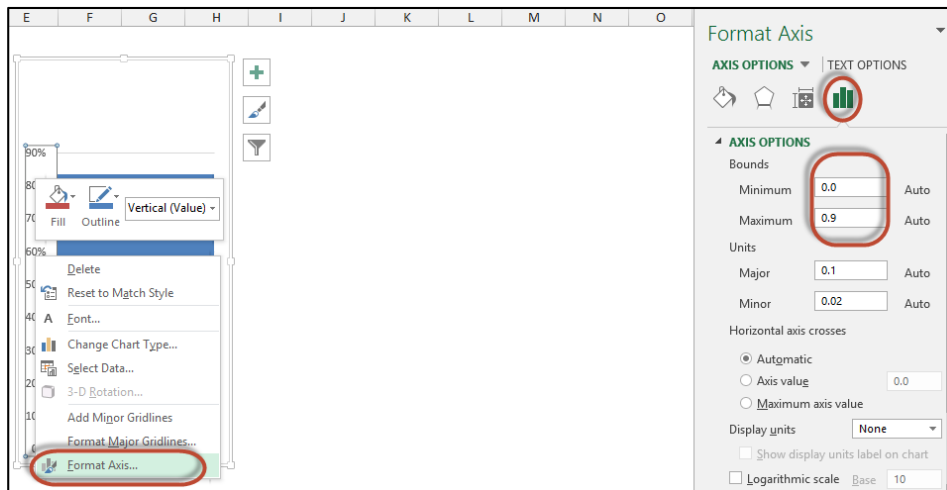 E F G H I J K L M N O
90%
80
70
60%
50
40
30
20
10
0
Fill Outline
Vertical (Value)
Delete
Reset to Match Style
A Font...
Change Chart Type...
Select Data...
3-D Rotation...
Add Minor Gridlines
Format Major Gridlines...
Format Axis...
Format Axis
AXIS OPTIONS TEXT OPTIONS
AXIS OPTIONS
Bounds
Minimum 0.0 Auto
Maximum 0.9 Auto
Units
Major 0.1 Auto
Minor 0.02 Auto
Horizontal axis crosses
Automatic
Axis value 0.0
Maximum axis value
Display units None
Show display units label on chart
Logarithmic scale Base 10